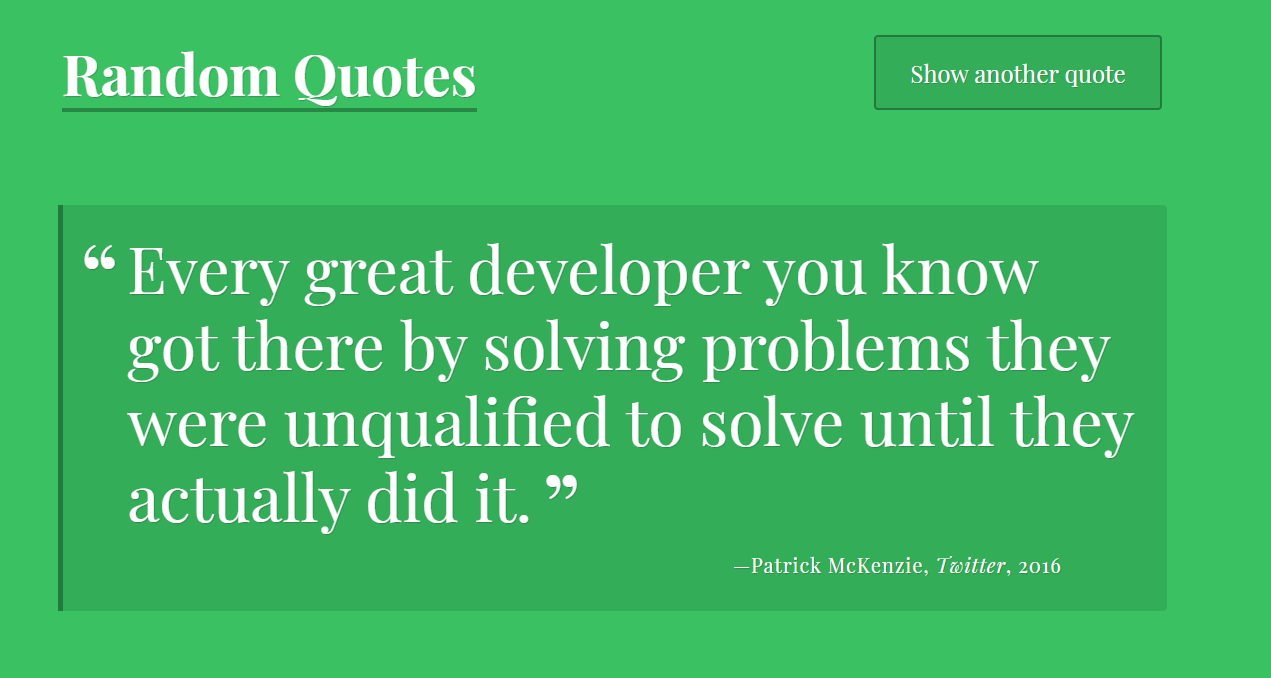 Random Quotes
Show another quote
“ Every great developer you know
got there by solving problems they
were unqualified to solve until they
actually did it. ”
—Patrick McKenzie, Twitter, 2016